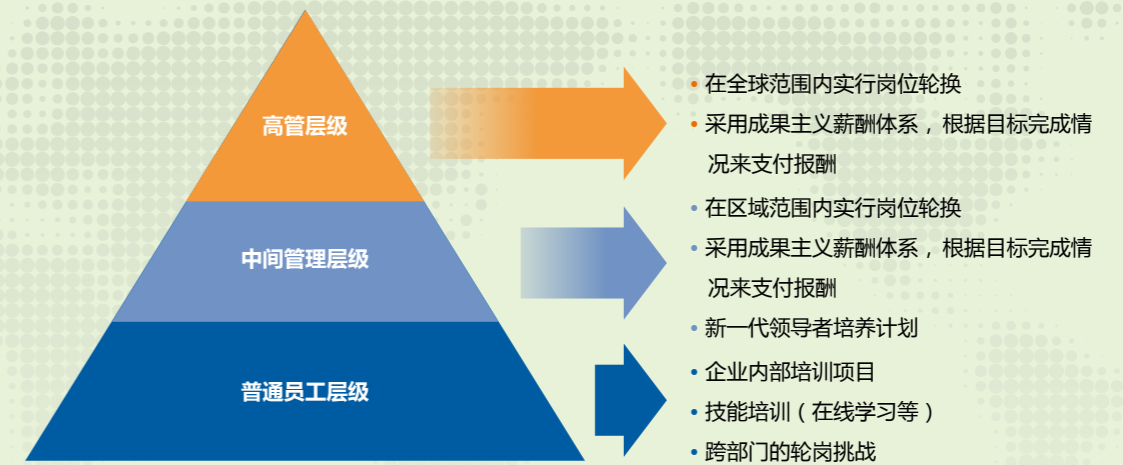 高管层级
• 在全球范围内实行岗位轮换
• 采用成果主义薪酬体系，根据目标完成情
况来支付报酬
中间管理层级
• 在区域范围内实行岗位轮换
• 采用成果主义薪酬体系，根据目标完成情
况来支付报酬
• 新一代领导者培养计划
普通员工层级
• 企业内部培训项目
• 技能培训（在线学习等）
• 跨部门的轮岗挑战